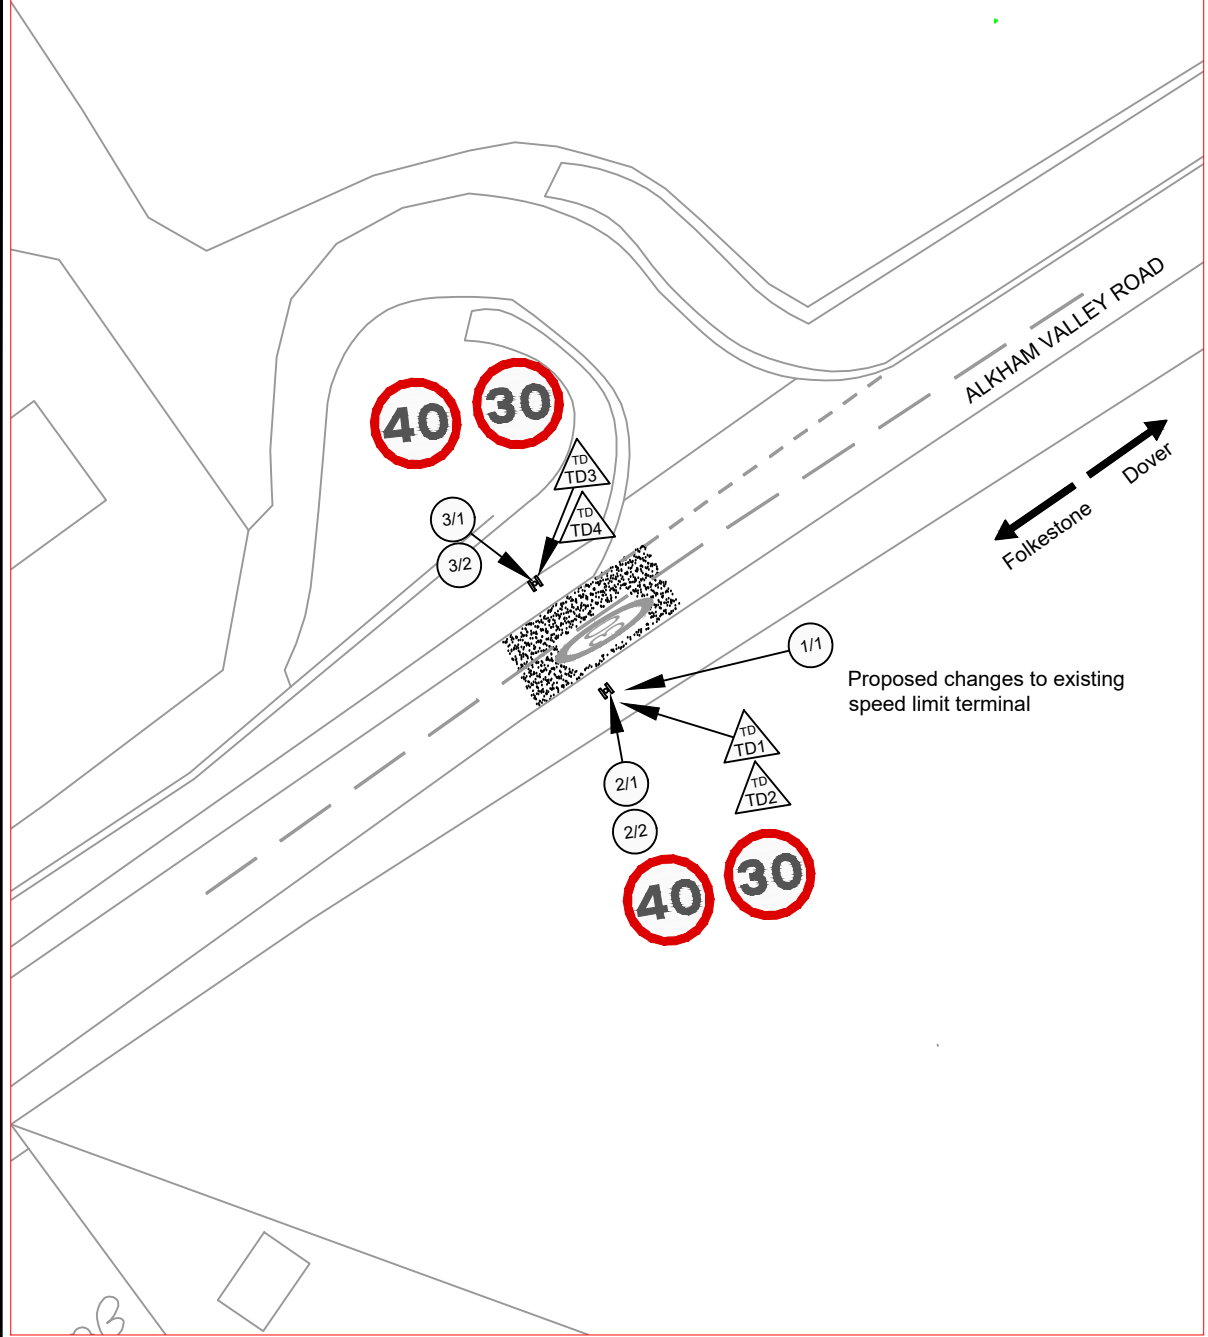 ALKHAM VALLEY ROAD
40
30
TD
TD3
TD
TD4
3/1
3/2
Dover
Folkestone
1/1
Proposed changes to existing
speed limit terminal
TD
TD1
TD
TD2
2/1
2/2
40
30